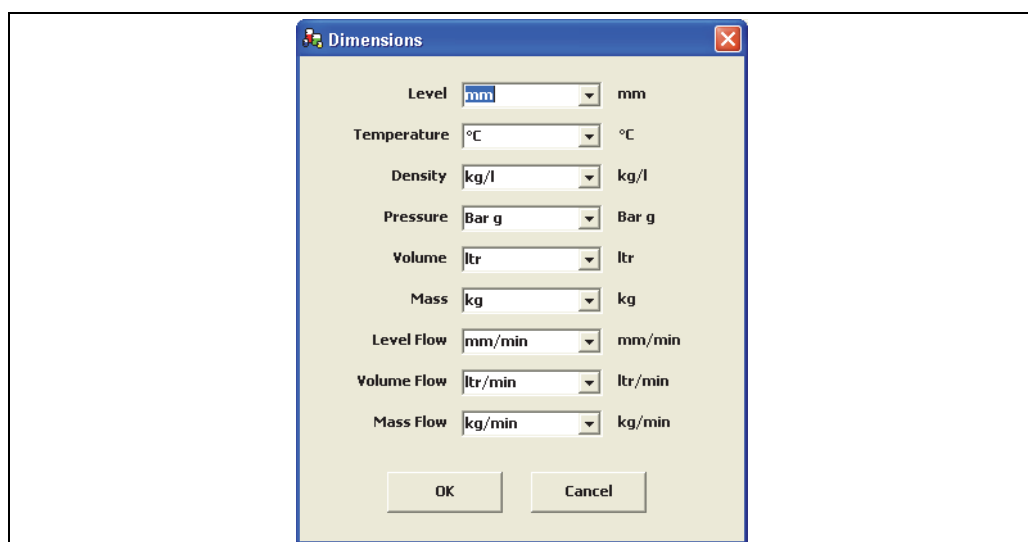 Dimensions
Level mm mm
Temperature °C °C
Density kg/l kg/l
Pressure Bar g Bar g
Volume ltr ltr
Mass kg kg
Level Flow mm/min mm/min
Volume Flow ltr/min ltr/min
Mass Flow kg/min kg/min
OK Cancel